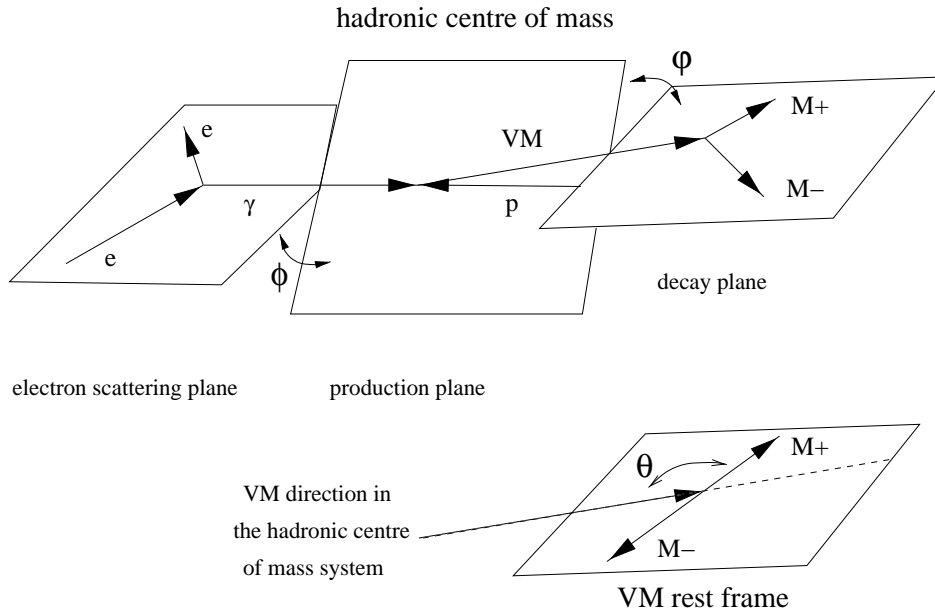 hadronic centre of mass
φ
M+
e
VM
M−
γ
p
e
ϕ
decay plane
electron scattering plane
production plane
M+
θ
VM direction in
the hadronic centre
of mass system
M−
VM rest frame